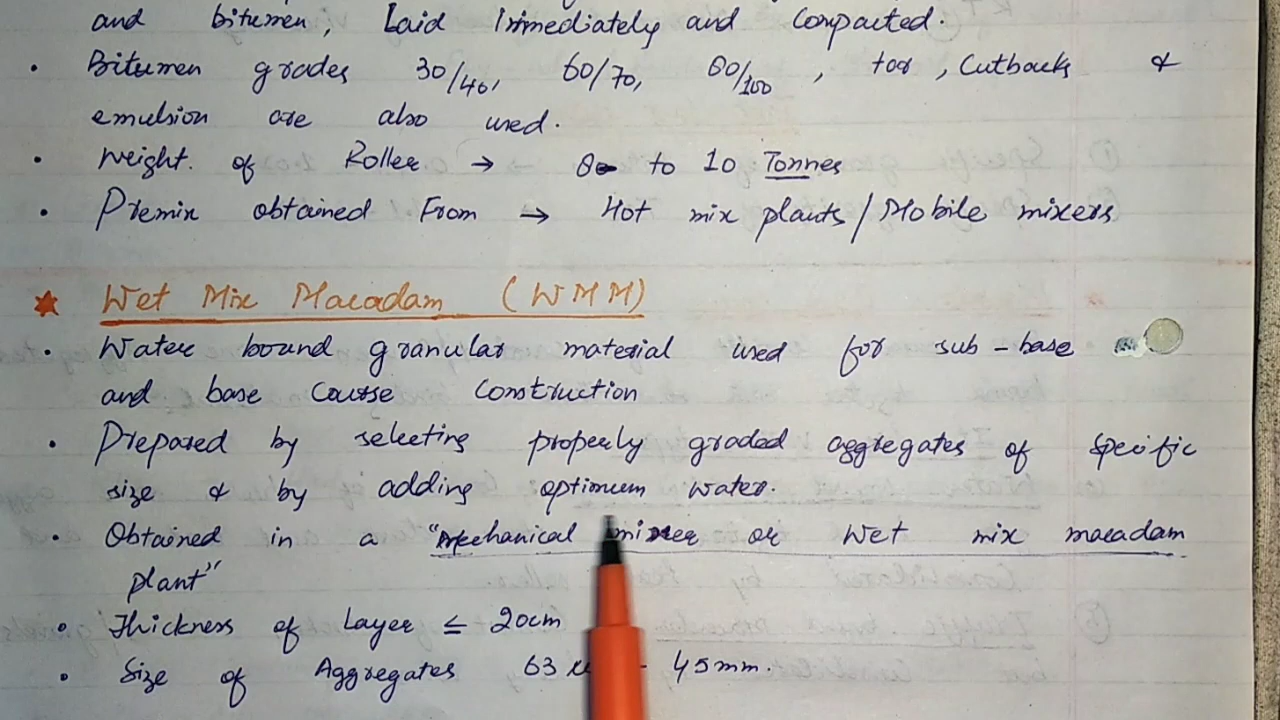 and bitumen, Laid immediately and Compacted.
• Bitumen grades 30/40, 60/70, 80/100, tar, Cutbacks &
emulsion are also used.
• Weight. of Roller → 8 to 10 Tonnes
• Premix obtained From → Hot mix plants/Mobile mixers
★ Wet Mix Macadam (WMM)
• Water bound granular material used for sub-base
and base Course Construction
• Prepared by selecting properly graded aggregates of Specific
size & by adding optimum water.
• Obtained in a "mechanical mixer or Wet mix macadam
plant"
• Thickness of Layer ≤ 20cm
• Size of Aggregates 63 - 45mm.